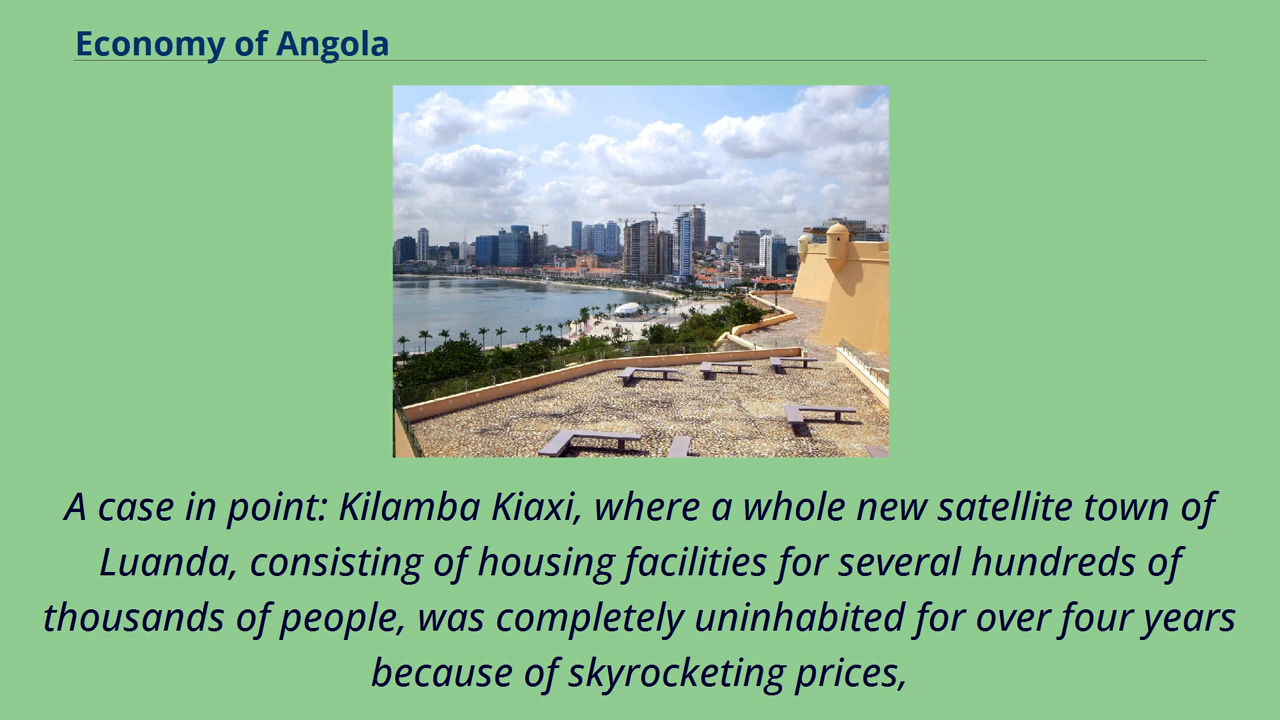 Economy of Angola
A case in point: Kilamba Kiaxi, where a whole new satellite town of
Luanda, consisting of housing facilities for several hundreds of
thousands of people, was completely uninhabited for over four years
because of skyrocketing prices,